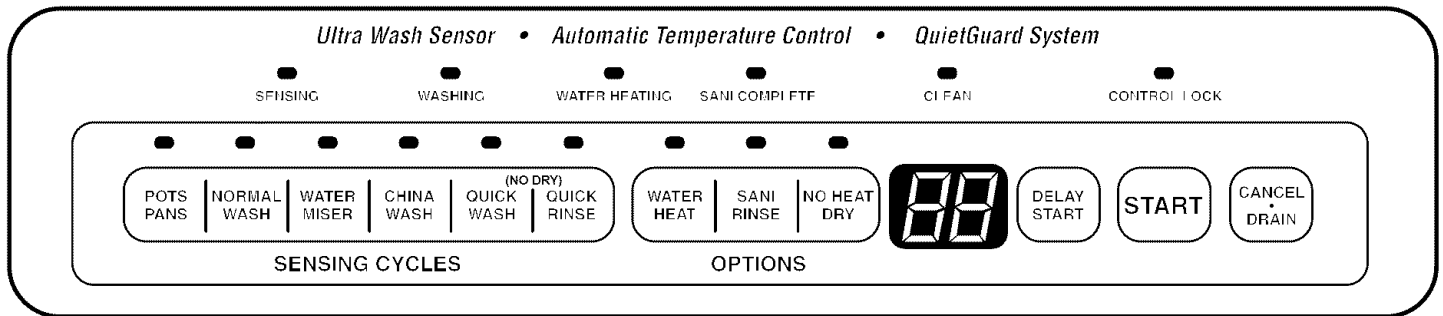 Ultra Wash Sensor • Automatic Temperature Control • QuietGuard System
SENSING WASHING WATER HEATING SANI COMPLETE CLEAN CONTROL LOCK
(NO DRY)
POTS NORMAL WATER CHINA QUICK QUICK WATER SANI NO HEAT DELAY START CANCEL
PANS WASH MISER WASH WASH RINSE HEAT RINSE DRY 88 START • DRAIN
SENSING CYCLES OPTIONS